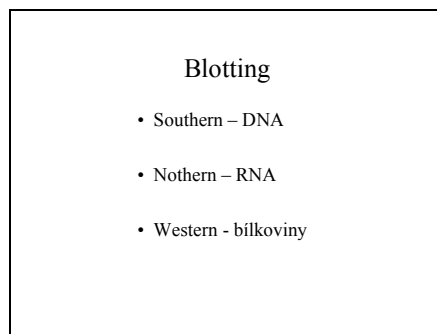 Blotting
• Southern – DNA
• Nothern – RNA
• Western - bílkoviny